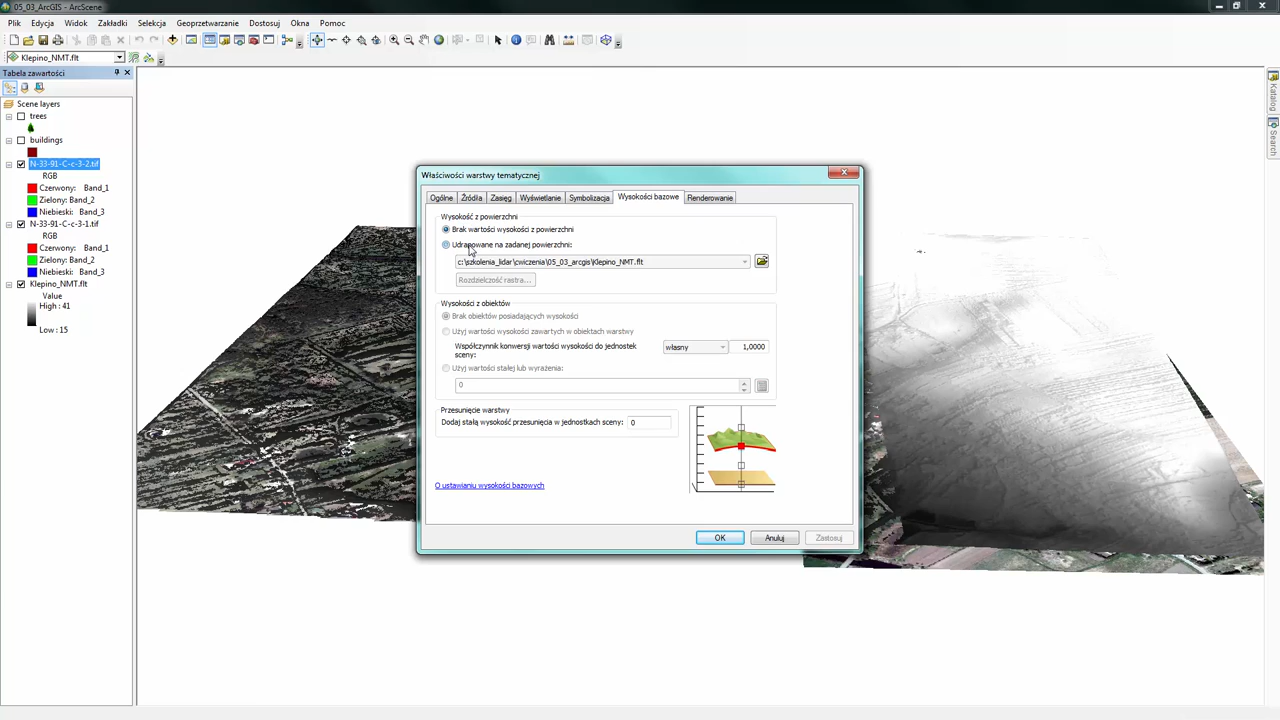 05_03_ArcGIS - ArcScene
Plik Edycja Widok Zakładki Selekcja Geoprzetwarzanie Dostosuj Okna Pomoc
Klepino_NMT.flt
Tabela zawartości
Scene layers
trees
buildings
N-33-91-C-c-3-2.tif
RGB
Czerwony: Band_1
Zielony: Band_2
Niebieski: Band_3
N-33-91-C-c-3-1.tif
RGB
Czerwony: Band_1
Zielony: Band_2
Niebieski: Band_3
Klepino_NMT.flt
Value
High : 41
Low : 15
Właściwości warstwy tematycznej
Ogólne Źródła Zasięg Wyświetlanie Symbolizacja Wysokości bazowe Renderowanie
Wysokość z powierzchni
Brak wartości wysokości z powierzchni
Udrapowane na zadanej powierzchni:
c:\szkolenia_lidar\cwiczenia\05_03_arcgis\Klepino_NMT.flt
Rozdzielczość rastra...
Wysokości z obiektów
Brak obiektów posiadających wysokości
Użyj wartości wysokości zawartych w obiektach warstwy
Współczynnik konwersji wartości wysokości do jednostek
sceny:
własny
1,0000
Użyj wartości stałej lub wyrażenia:
0
Przesunięcie warstwy
Dodaj stałą wysokość przesunięcia w jednostkach sceny: 0
O ustawianiu wysokości bazowych
OK Anuluj Zastosuj
Katalog
Search